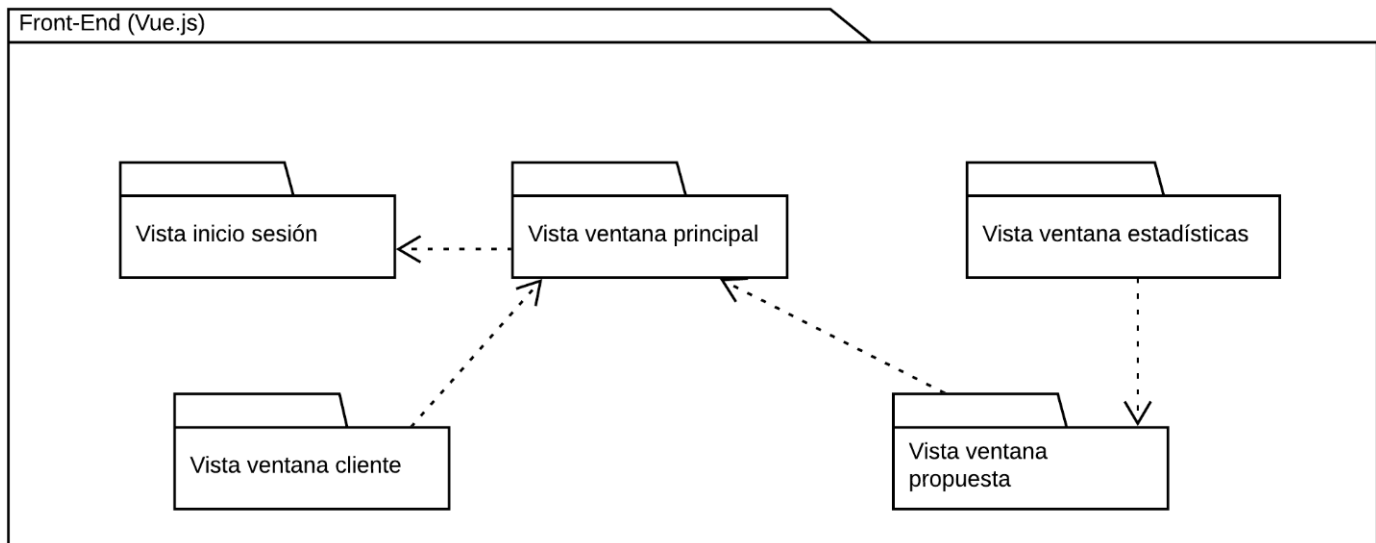 Front-End (Vue.js)
Vista inicio sesión
Vista ventana principal
Vista ventana estadísticas
Vista ventana cliente
Vista ventana
propuesta